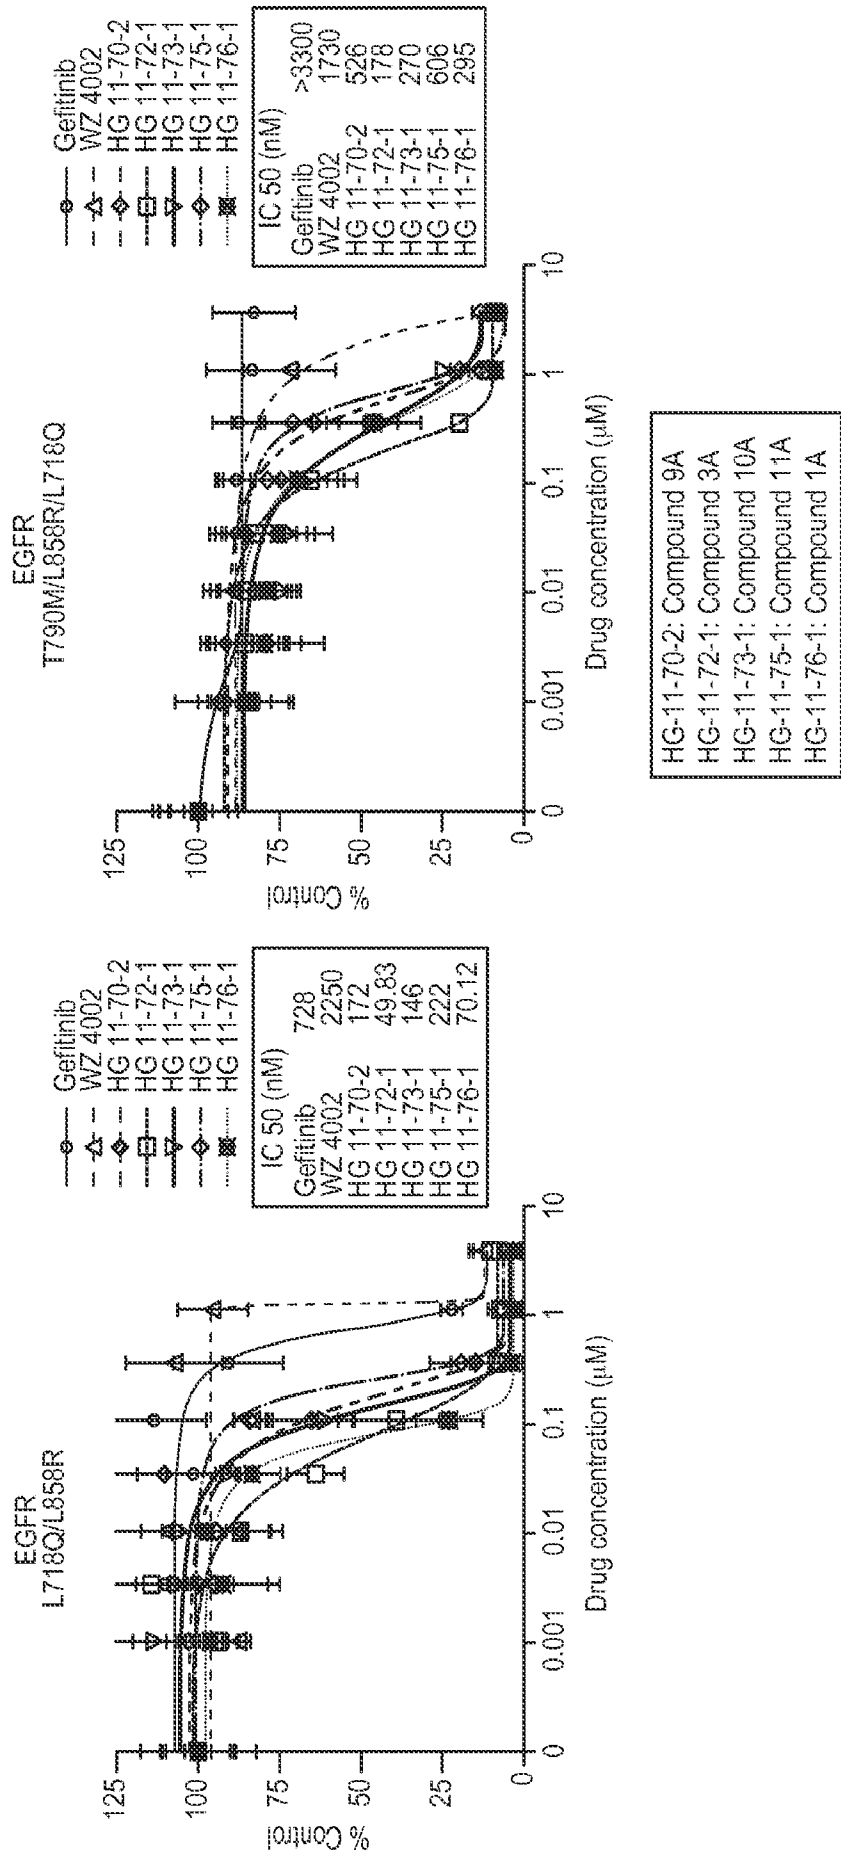 EGFR
L718Q/L858R
Gefitinib
WZ 4002
HG 11-70-2
HG 11-72-1
HG 11-73-1
HG 11-75-1
HG 11-76-1
IC 50 (nM)
Gefitinib 728
WZ 4002 2250
HG 11-70-2 172
HG 11-72-1 49.83
HG 11-73-1 146
HG 11-75-1 222
HG 11-76-1 70.12
% Control
125
100
75
50
25
0
0 0.001 0.01 0.1 1 10
Drug concentration (µM)
EGFR
T790M/L858R/L718Q
Gefitinib
WZ 4002
HG 11-70-2
HG 11-72-1
HG 11-73-1
HG 11-75-1
HG 11-76-1
IC 50 (nM)
Gefitinib >3300
WZ 4002 1730
HG 11-70-2 526
HG 11-72-1 178
HG 11-73-1 270
HG 11-75-1 606
HG 11-76-1 295
% Control
125
100
75
50
25
0
0 0.001 0.01 0.1 1 10
Drug concentration (µM)
HG-11-70-2: Compound 9A
HG-11-72-1: Compound 3A
HG-11-73-1: Compound 10A
HG-11-75-1: Compound 11A
HG-11-76-1: Compound 1A